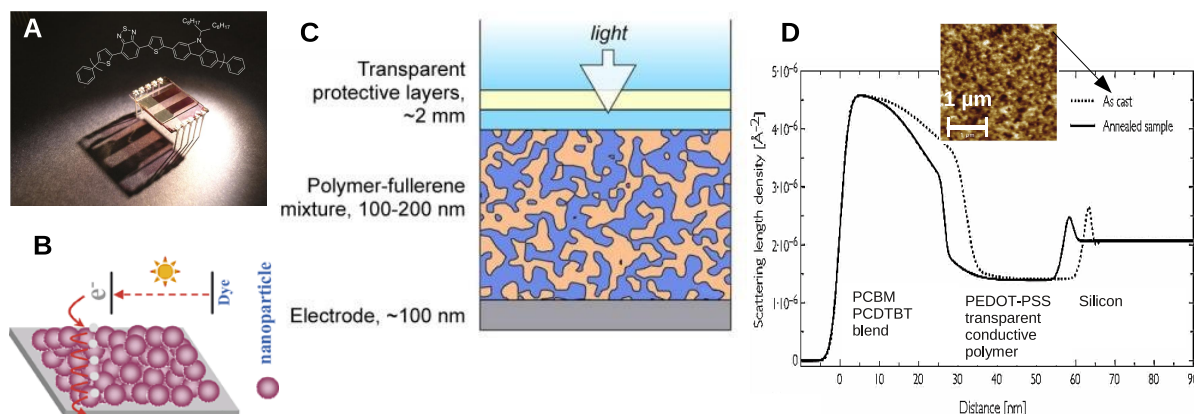 A
C₈H₁₇
C₈H₁₇
N
S
N
N
S
S
B
e⁻
Dye
nanoparticle
C
light
Transparent
protective layers,
~2 mm
Polymer-fullerene
mixture, 100-200 nm
Electrode, ~100 nm
D
1 µm
As cast
Annealed sample
Scattering length density [Å⁻²]
5·10⁻⁶
4·10⁻⁶
3·10⁻⁶
2·10⁻⁶
1·10⁻⁶
0
PCBM
PCDTBT
blend
PEDOT-PSS
transparent
conductive
polymer
Silicon
0 10 20 30 40 50 60 70 80 90
Distance [nm]